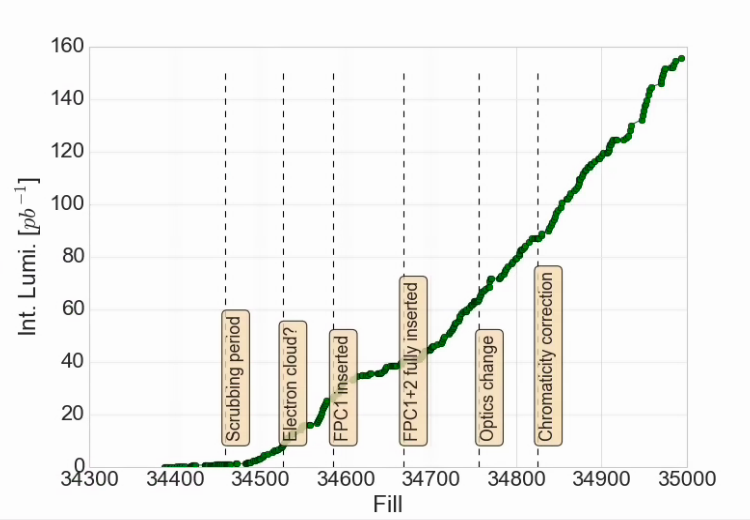 160
140
120
100
80
60
40
20
0
Int. Lumi. [pb⁻¹]
Scrubbing period
Electron cloud?
FPC1 inserted
FPC1+2 fully inserted
Optics change
Chromaticity correction
34300 34400 34500 34600 34700 34800 34900 35000
Fill